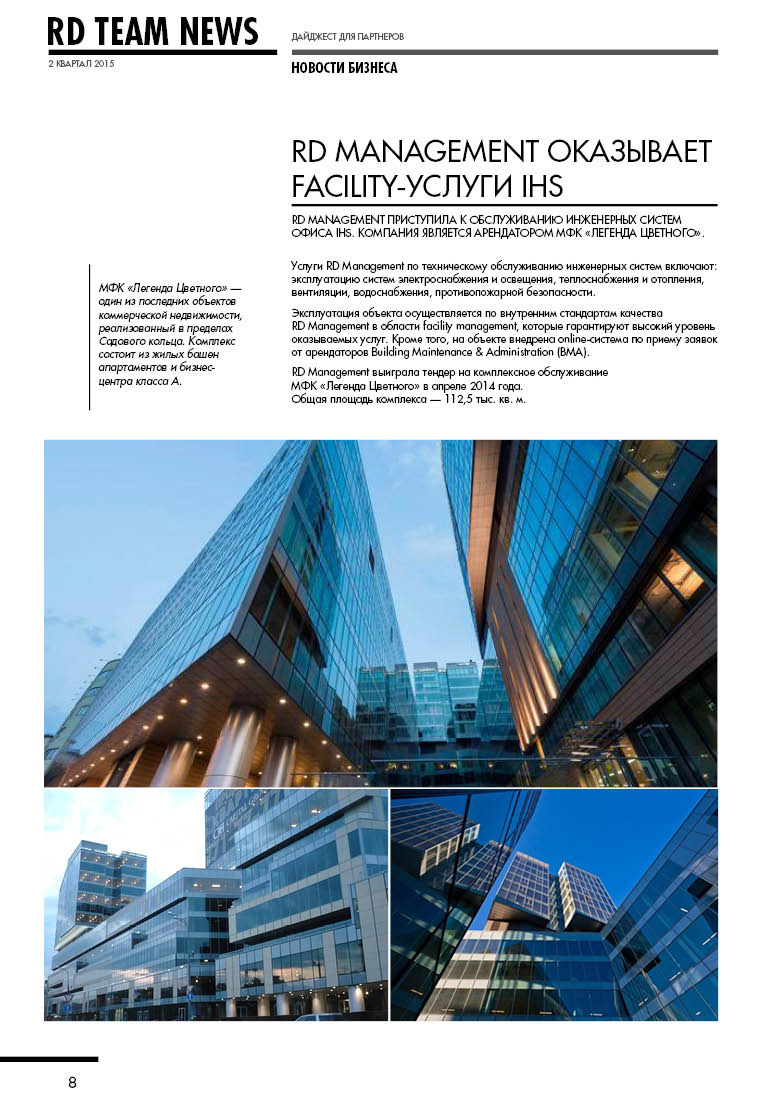 RD TEAM NEWS
ДАЙДЖЕСТ ДЛЯ ПАРТНЕРОВ
2 КВАРТАЛ 2015
НОВОСТИ БИЗНЕСА
RD MANAGEMENT ОКАЗЫВАЕТ
FACILITY-УСЛУГИ IHS
RD MANAGEMENT ПРИСТУПИЛА К ОБСЛУЖИВАНИЮ ИНЖЕНЕРНЫХ СИСТЕМ
ОФИСА IHS. КОМПАНИЯ ЯВЛЯЕТСЯ АРЕНДАТОРОМ МФК «ЛЕГЕНДА ЦВЕТНОГО».
МФК «Легенда Цветного» —
один из последних объектов
коммерческой недвижимости,
реализованный в пределах
Садового кольца. Комплекс
состоит из жилых башен
апартаментов и бизнес-
центра класса А.
Услуги RD Management по техническому обслуживанию инженерных систем включают:
эксплуатацию систем электроснабжения и освещения, теплоснабжения и отопления,
вентиляции, водоснабжения, противопожарной безопасности.
Эксплуатация объекта осуществляется по внутренним стандартам качества
RD Management в области facility management, которые гарантируют высокий уровень
оказываемых услуг. Кроме того, на объекте внедрена online-система по приему заявок
от арендаторов Building Maintenance & Administration (BMA).
RD Management выиграла тендер на комплексное обслуживание
МФК «Легенда Цветного» в апреле 2014 года.
Общая площадь комплекса — 112,5 тыс. кв. м.
8